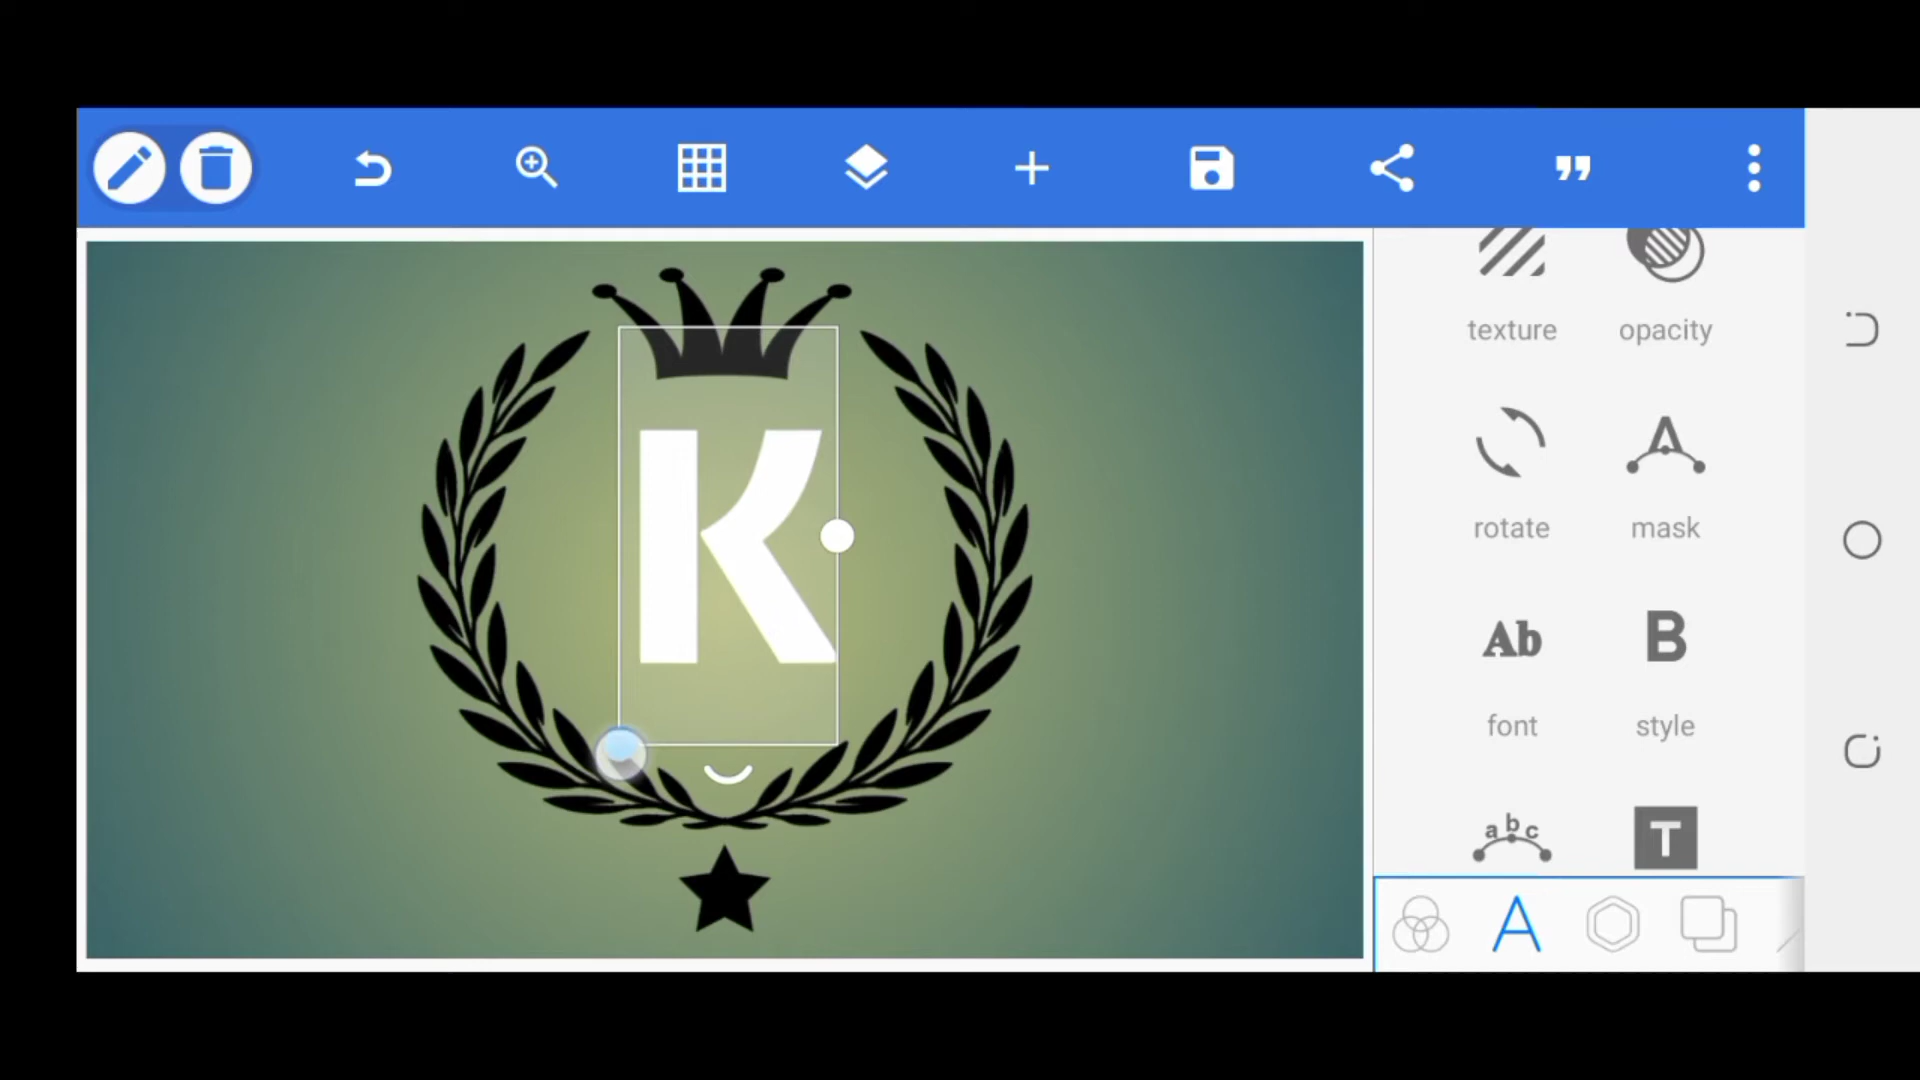 texture opacity
K
rotate mask
Ab B
font style
abc T
A